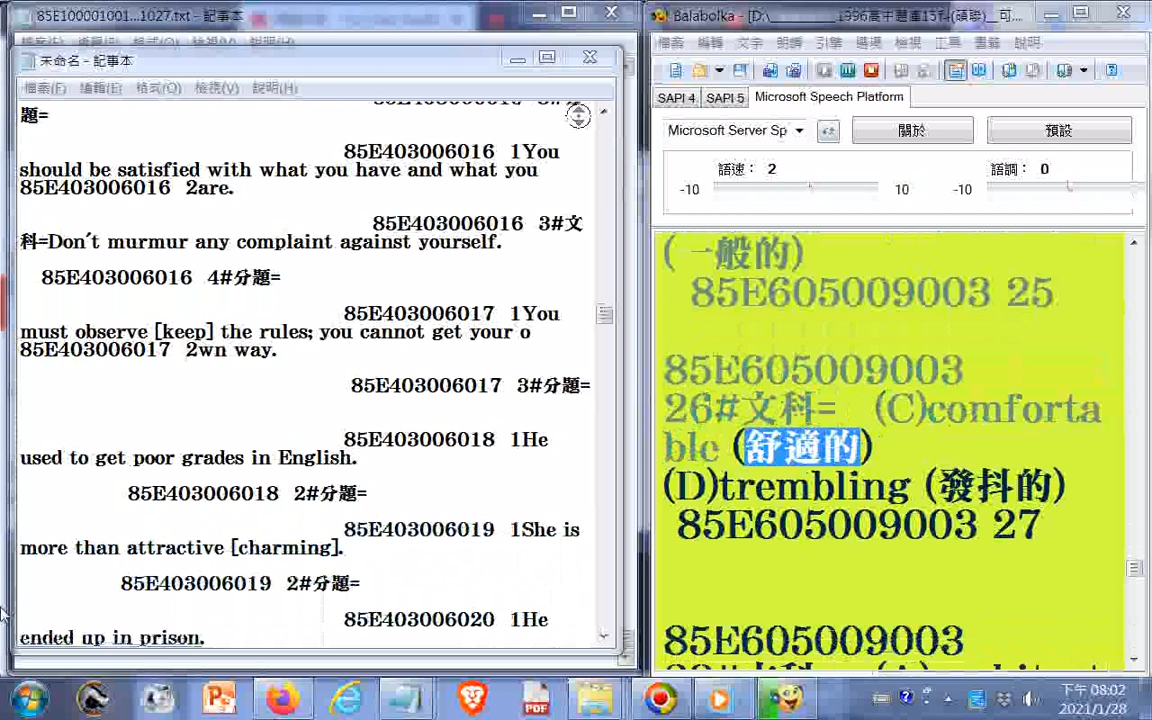 85E100001001...1027.txt - 記事本
未命名 - 記事本
檔案(F) 編輯(E) 格式(O) 檢視(V) 說明(H)
題=
85E403006016 1You
should be satisfied with what you have and what you
85E403006016 2are.
85E403006016 3#文
科=Don't murmur any complaint against yourself.
85E403006016 4#分題=
85E403006017 1You
must observe [keep] the rules; you cannot get your o
85E403006017 2wn way.
85E403006017 3#分題=
85E403006018 1He
used to get poor grades in English.
85E403006018 2#分題=
85E403006019 1She is
more than attractive [charming].
85E403006019 2#分題=
85E403006020 1He
ended up in prison.
Balabolka - [D:\
檔案 編輯 文字 朗讀 引擎 選項 檢視 工具 書籤 說明
SAPI 4 SAPI 5 Microsoft Speech Platform
Microsoft Server Sp 關於 預設
語速： 2 語調： 0
-10 10 -10
(一般的)
85E605009003 25
85E605009003
26#文科= (C)comforta
ble (舒適的)
(D)trembling (發抖的)
85E605009003 27
85E605009003
PDF
下午 08:02
2021/1/28